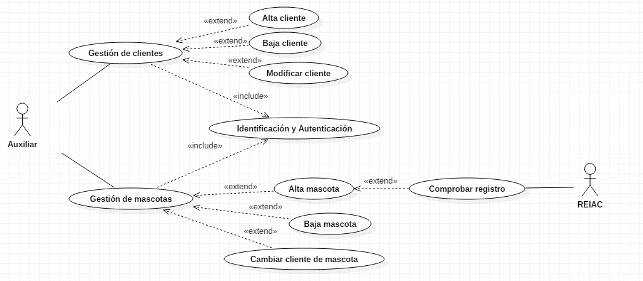 «extend»
Alta cliente
«extend»
Baja cliente
Gestión de clientes
«extend»
Modificar cliente
«include»
Identificación y Autenticación
Auxiliar
«include»
«extend»
Alta mascota
«extend»
Comprobar registro
Gestión de mascotas
REIAC
«extend»
Baja mascota
«extend»
Cambiar cliente de mascota